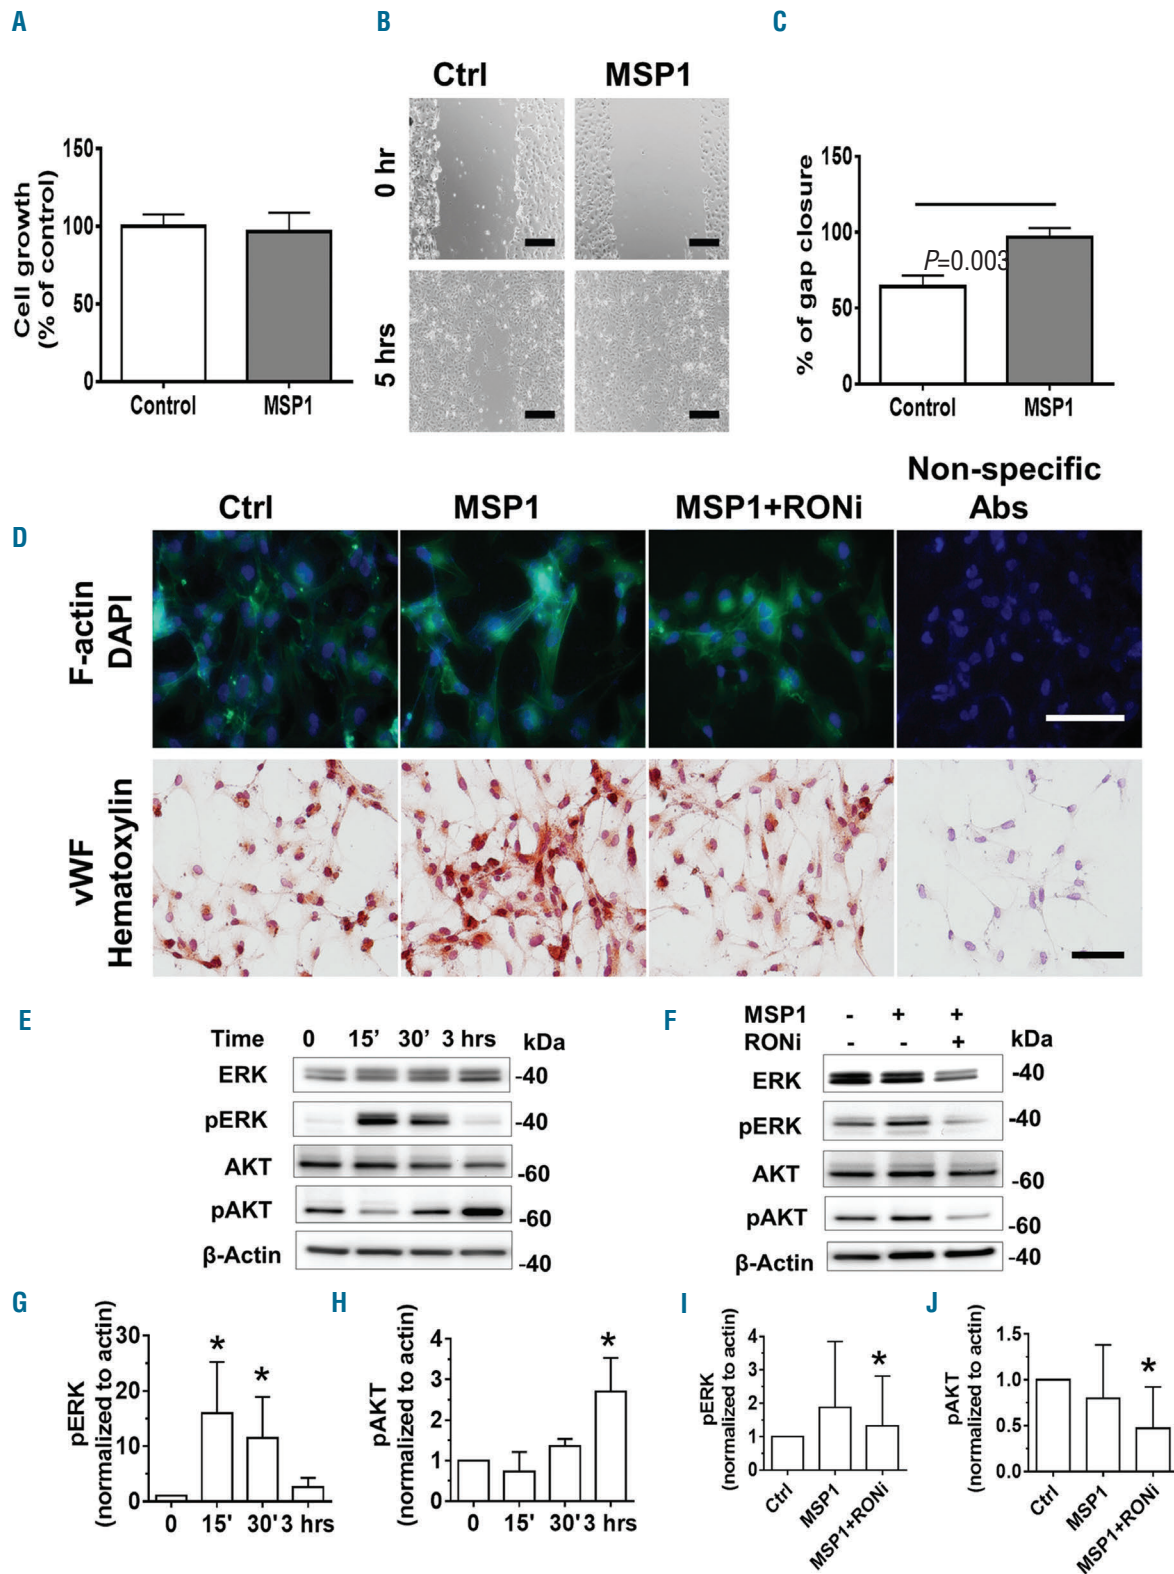 A
B
C
Ctrl
MSP1
0 hr
5 hrs
Cell growth
(% of control)
150
100
50
0
Control
MSP1
% of gap closure
150
100
50
0
P=0.003
Control
MSP1
D
Ctrl
MSP1
MSP1+RONi
Non-specific
Abs
F-actin
DAPI
vWF
Hematoxylin
E
Time 0 15' 30' 3 hrs kDa
ERK -40
pERK -40
AKT -60
pAKT -60
β-Actin -40
F
MSP1 - + +
RONi - - + kDa
ERK -40
pERK -40
AKT -60
pAKT -60
β-Actin -40
G
pERK
(normalized to actin)
30
20
10
0
* *
0 15' 30' 3 hrs
H
pAKT
(normalized to actin)
4
3
2
1
0
*
0 15' 30' 3 hrs
I
pERK
(normalized to actin)
4
3
2
1
0
*
Ctrl
MSP1
MSP1+RONi
J
pAKT
(normalized to actin)
1.5
1.0
0.5
0.0
*
Ctrl
MSP1
MSP1+RONi